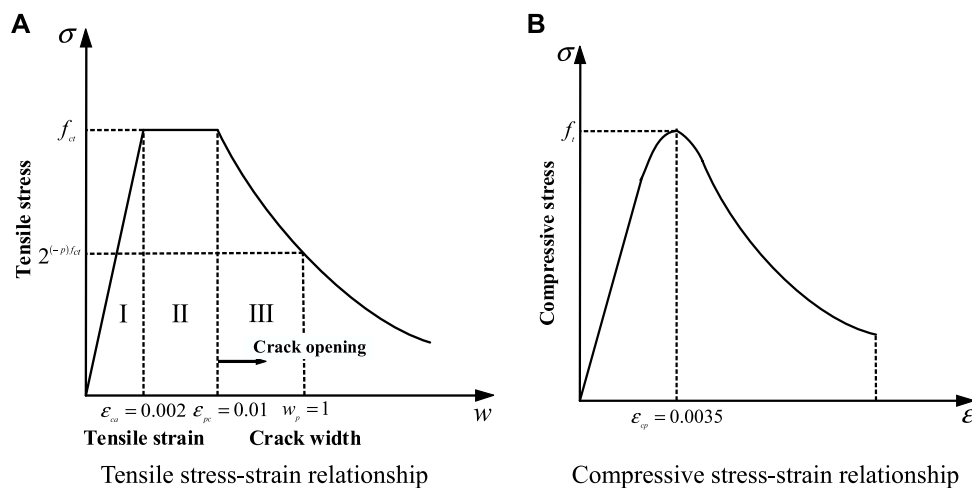 A
σ
f_ct
Tensile stress
2^(-p)f_ct
I II III
Crack opening
ε_ca = 0.002 ε_pc = 0.01 w_p = 1 w
Tensile strain Crack width
Tensile stress-strain relationship
B
σ
f_t
Compressive stress
ε_cp = 0.0035 ε
Compressive stress-strain relationship